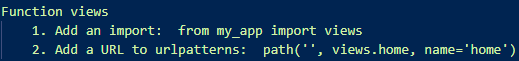 Function views
1. Add an import:  from my_app import views
2. Add a URL to urlpatterns:  path('', views.home, name='home')